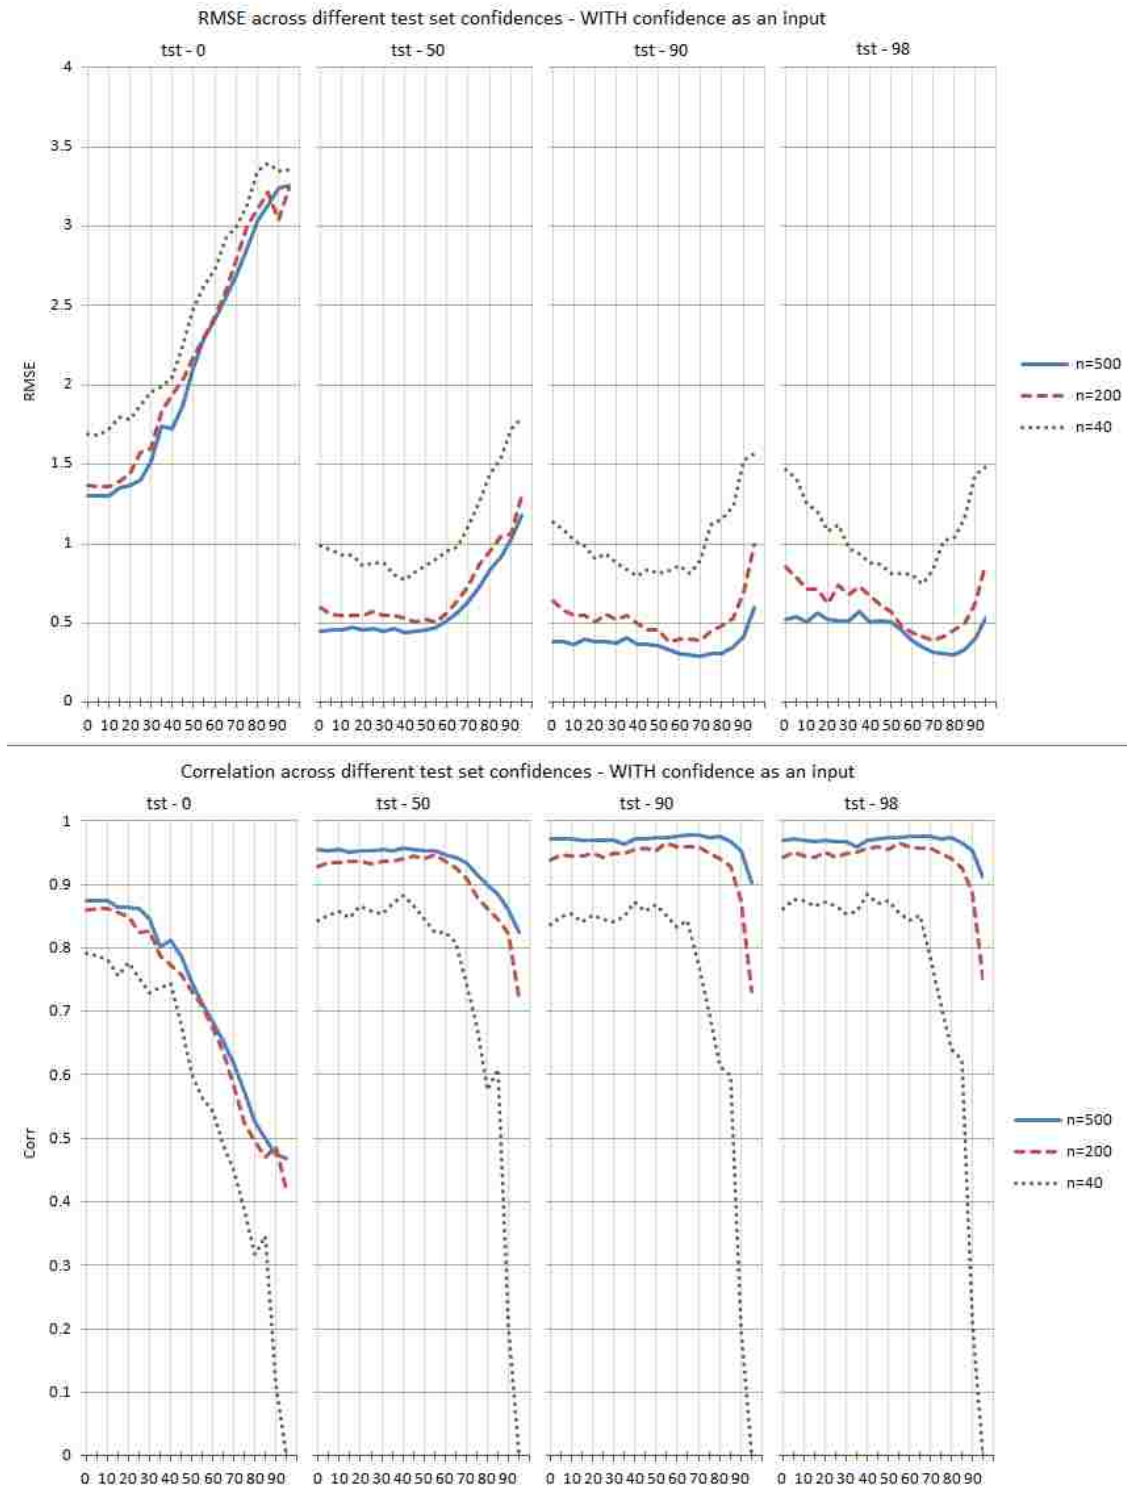 RMSE across different test set confidences - WITH confidence as an input
tst - 0 tst - 50 tst - 90 tst - 98
4
3.5
3
2.5
2
1.5
1
0.5
0
RMSE
n=500
n=200
n=40
0 10 20 30 40 50 60 70 80 90 0 10 20 30 40 50 60 70 80 90 0 10 20 30 40 50 60 70 80 90 0 10 20 30 40 50 60 70 80 90
Correlation across different test set confidences - WITH confidence as an input
tst - 0 tst - 50 tst - 90 tst - 98
1
0.9
0.8
0.7
0.6
0.5
0.4
0.3
0.2
0.1
0
Corr
n=500
n=200
n=40
0 10 20 30 40 50 60 70 80 90 0 10 20 30 40 50 60 70 80 90 0 10 20 30 40 50 60 70 80 90 0 10 20 30 40 50 60 70 80 90